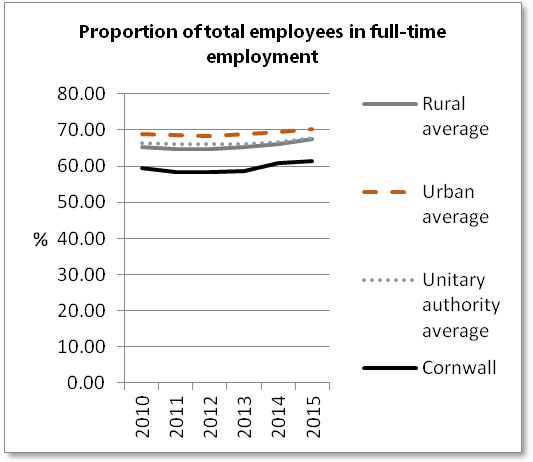 Proportion of total employees in full-time
employment
80.00
70.00
60.00
50.00
%
40.00
30.00
20.00
10.00
0.00
2010
2011
2012
2013
2014
2015
Rural
average
Urban
average
Unitary
authority
average
Cornwall